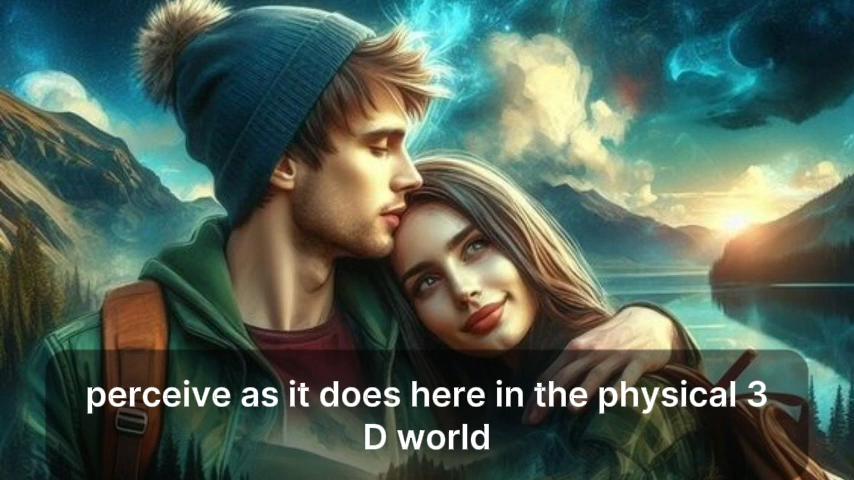 perceive as it does here in the physical 3
D world